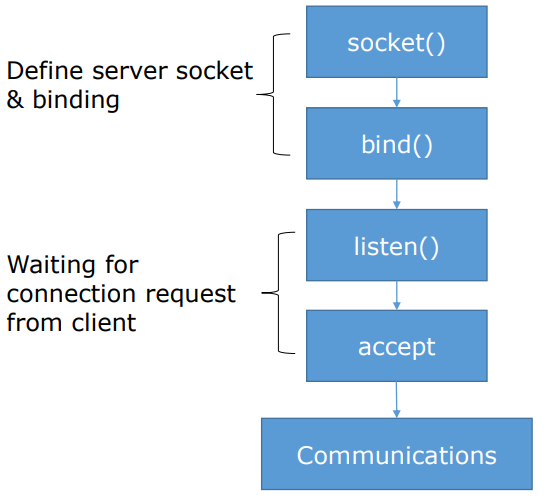 socket()
Define server socket
& binding
bind()
listen()
Waiting for
connection request
from client
accept
Communications